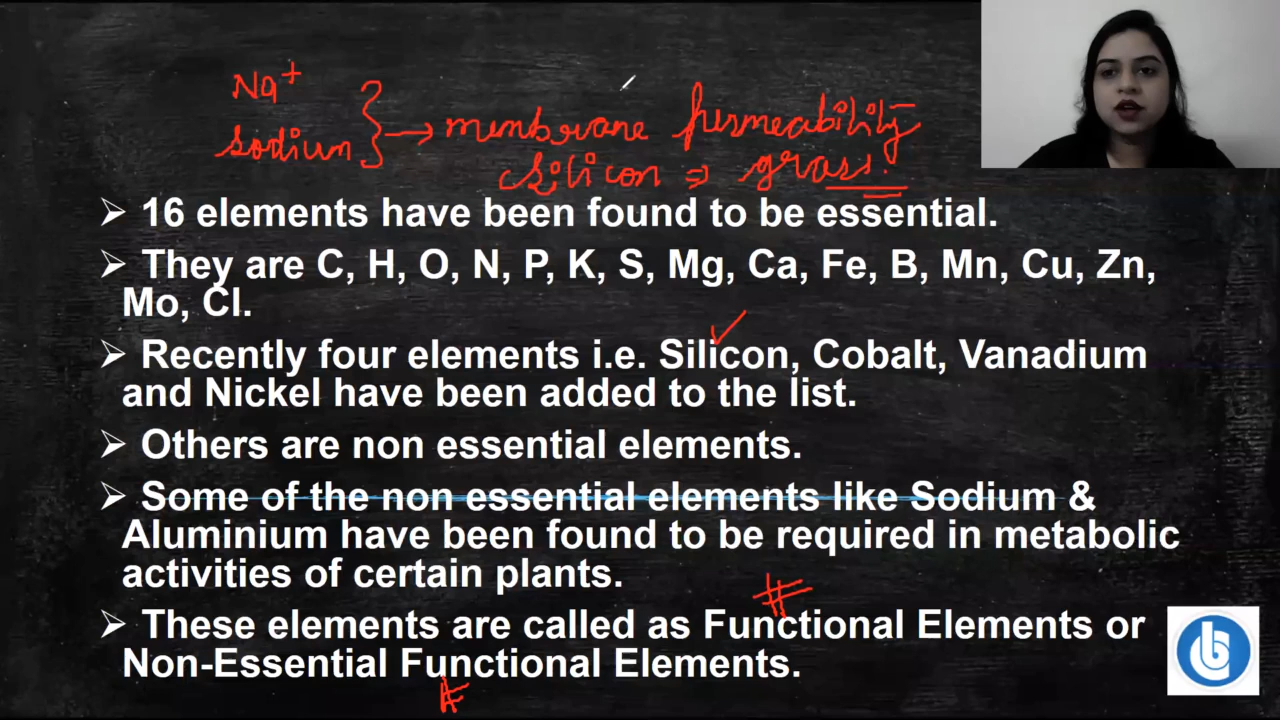 Na+
sodium } → membrane permeability
silicon ⇒ grass.
➢ 16 elements have been found to be essential.
➢ They are C, H, O, N, P, K, S, Mg, Ca, Fe, B, Mn, Cu, Zn,
Mo, Cl.
➢ Recently four elements i.e. Silicon, Cobalt, Vanadium
and Nickel have been added to the list.
➢ Others are non essential elements.
➢ Some of the non essential elements like Sodium &
Aluminium have been found to be required in metabolic
activities of certain plants.
➢ These elements are called as Functional Elements or
Non-Essential Functional Elements.